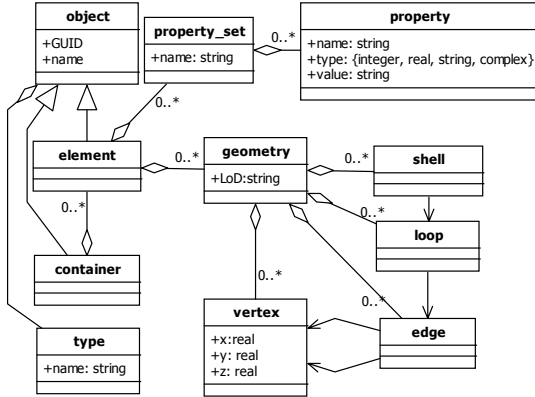 object
+GUID
+name
property_set
+name: string
0..*
property
+name: string
+type: {integer, real, string, complex}
+value: string
0..*
element
0..*
geometry
+LoD:string
0..*
shell
0..*
0..*
loop
container
0..*
vertex
+x:real
+y: real
+z: real
0..*
edge
type
+name: string